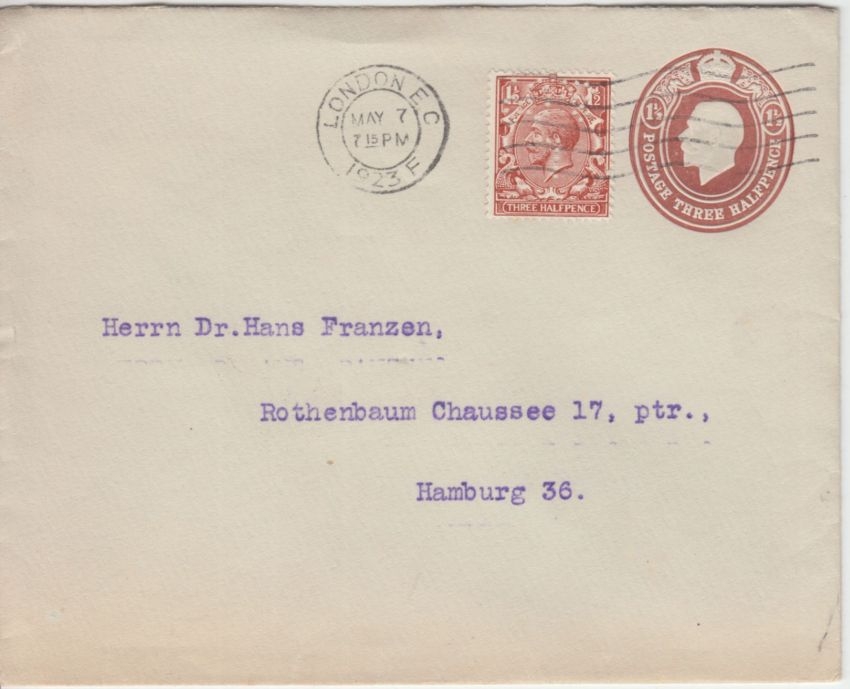 LONDON E.C
MAY 7
7 15 PM
1923 F
1½ 1½
THREE HALFPENCE
1½ 1½
POSTAGE THREE HALFPENCE
Herrn Dr.Hans Franzen,
Rothenbaum Chaussee 17, ptr.,
Hamburg 36.